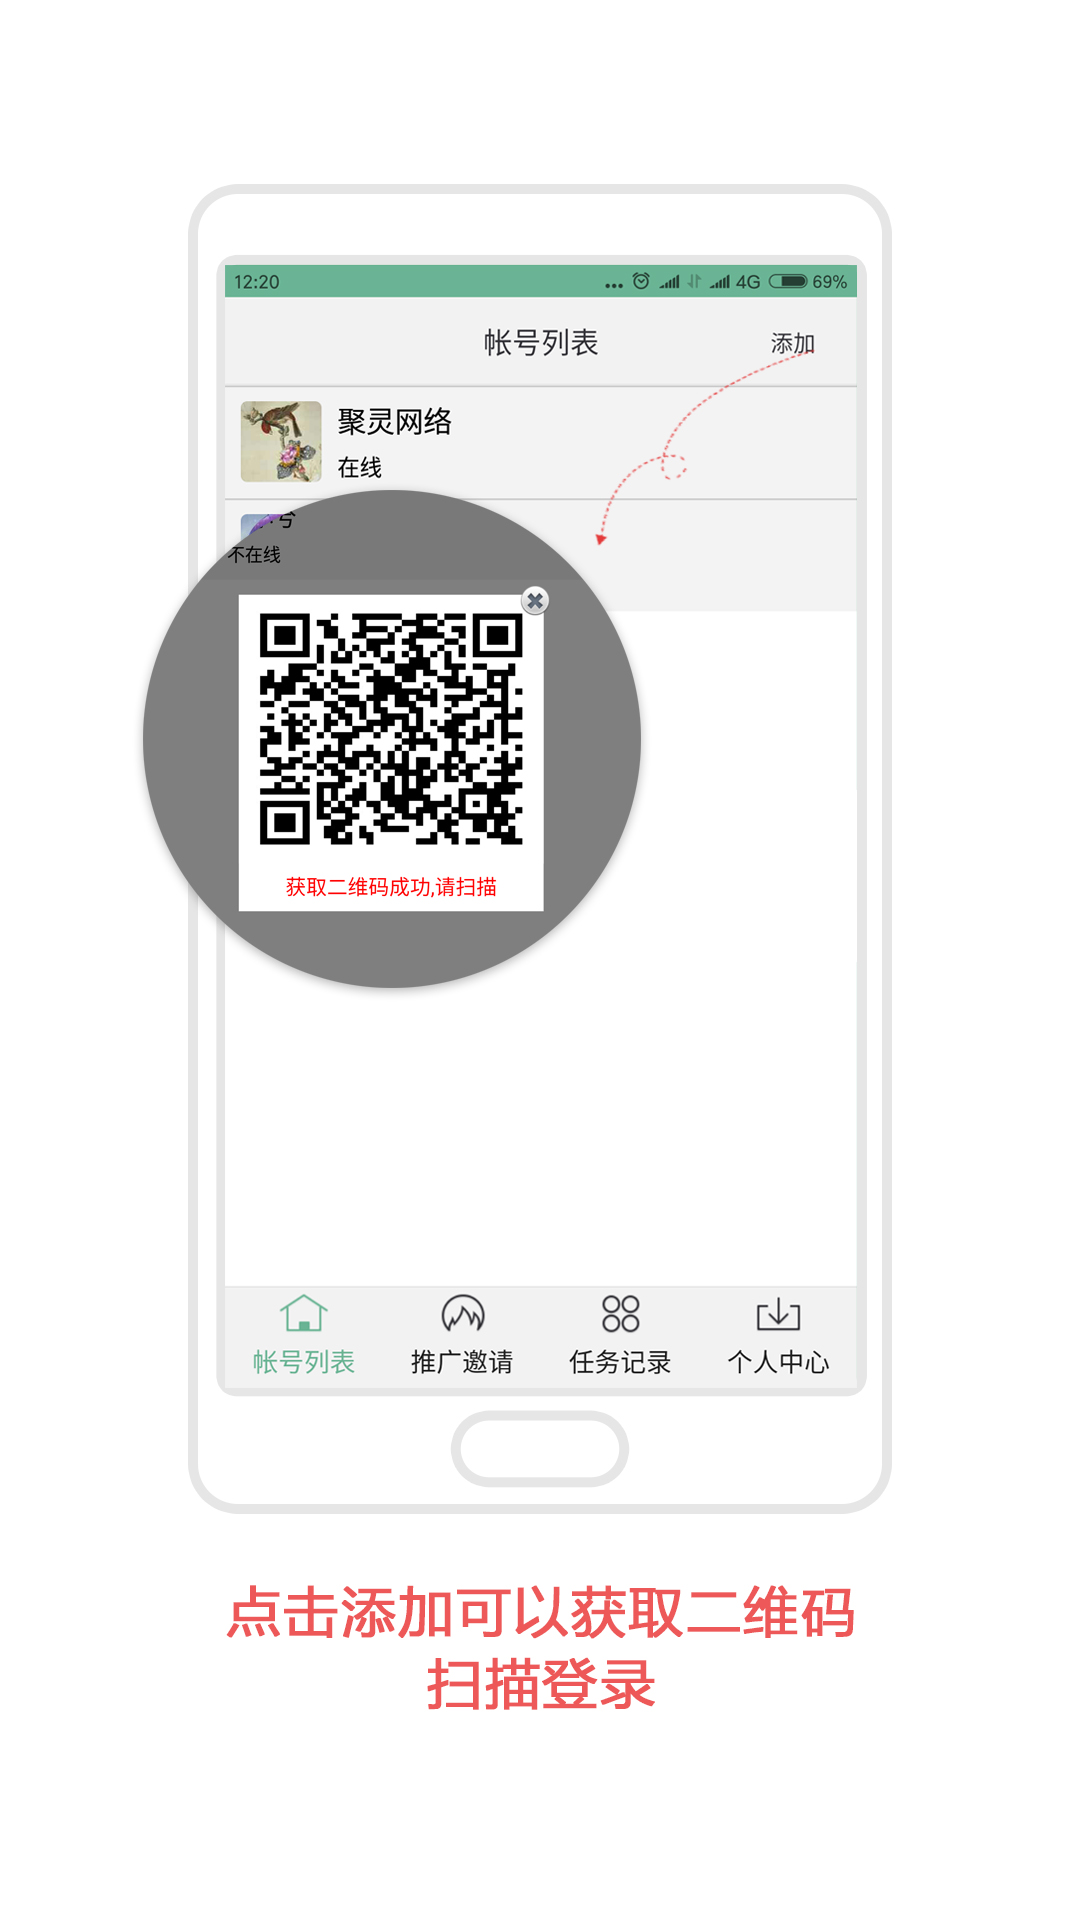 12:20 ... 4G 69%
帐号列表 添加
聚灵网络
在线
兮
不在线
获取二维码成功,请扫描
帐号列表 推广邀请 任务记录 个人中心
点击添加可以获取二维码
扫描登录